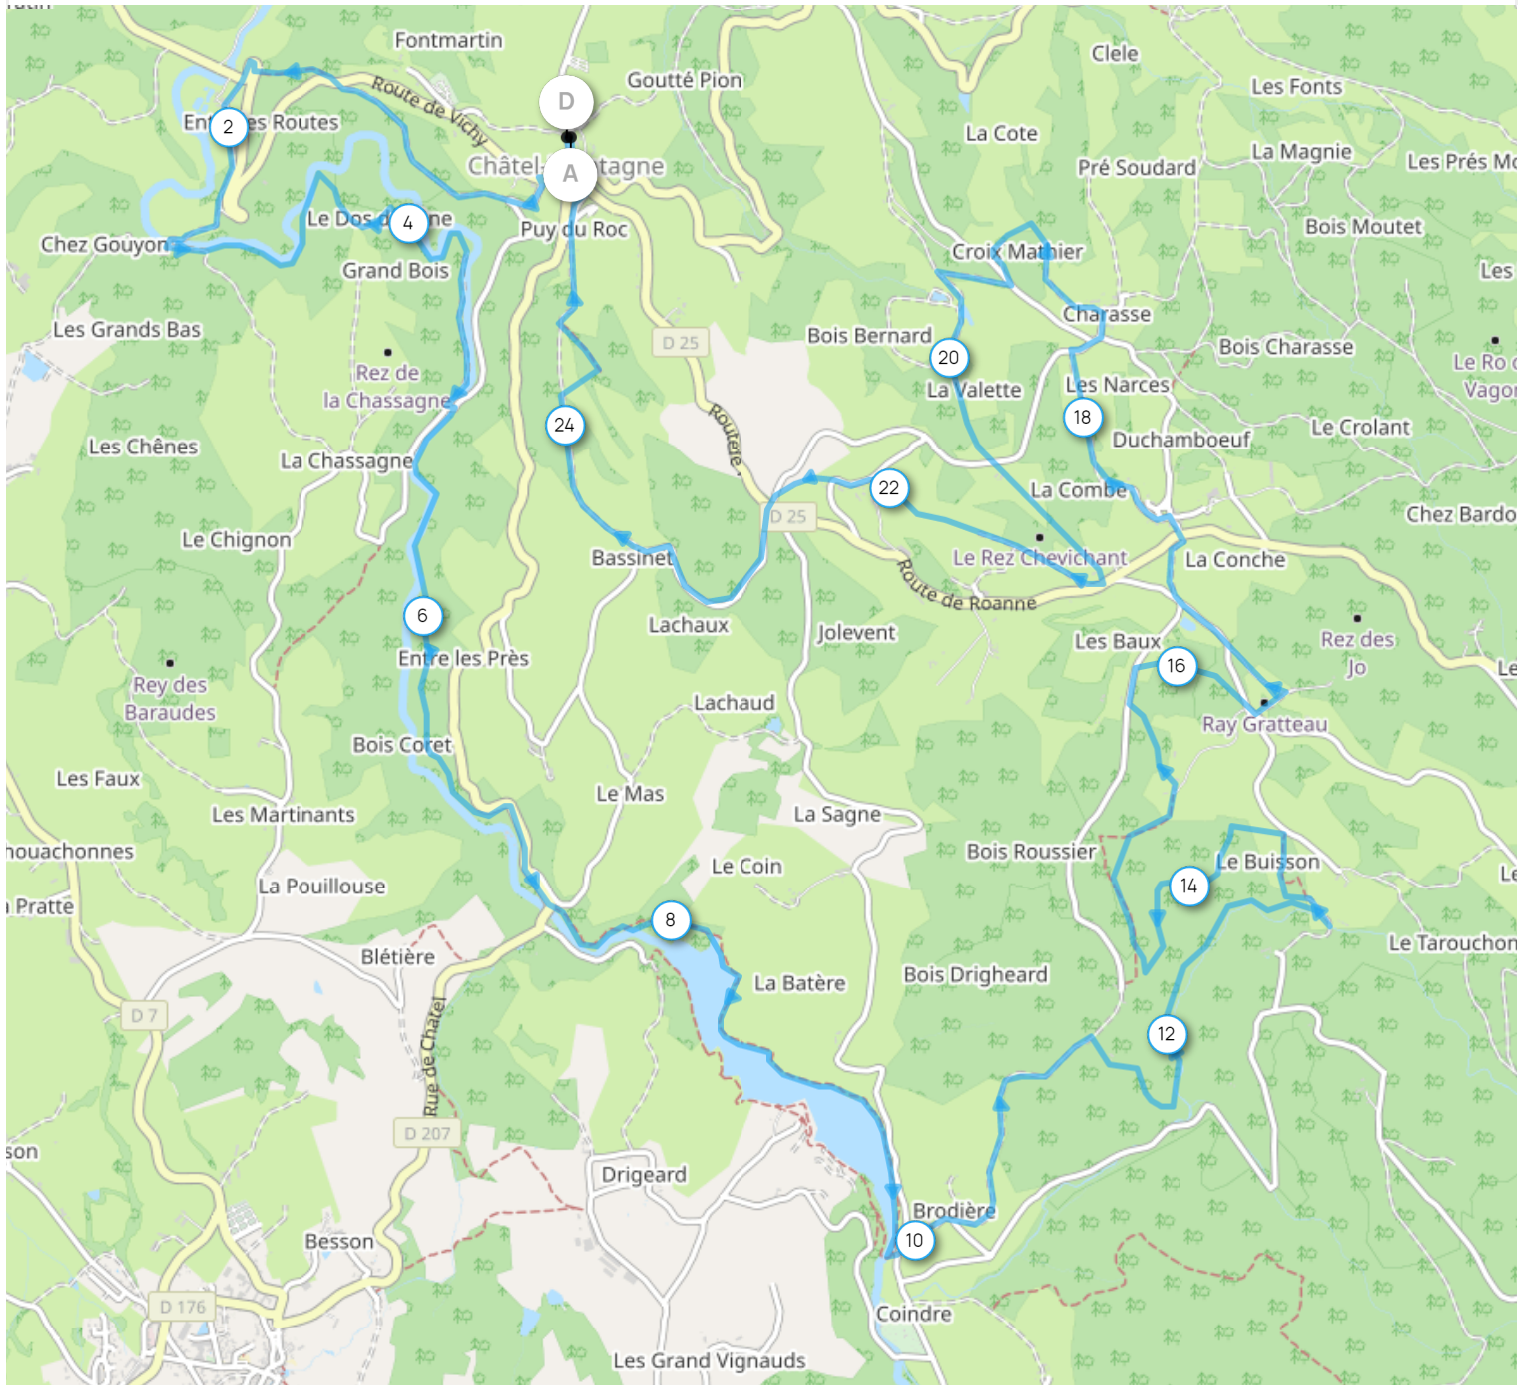 Fontmartin
Clele
Goutté Pion
Les Fonts
Route de Vichy
D
2
Entre les Routes
La Cote
La Magnie
Les Prés Mo
Châtel-Montagne
A
Pré Soudard
4
Le Dos d'Âne
Puy du Roc
Bois Moutet
Chez Gouyon
Grand Bois
Croix Mathier
Les
Les Grands Bas
D 25
Bois Bernard
Charasse
Bois Charasse
Rez de
la Chassagne
20
La Valette
Les Narces
Le Ro d
Vagor
Les Chênes
La Chassagne
24
18
Duchamboeuf
Le Crolant
22
La Combe
Le Chignon
D 25
Chez Bardo
Bassinet
Le Rez Chevichant
La Conche
Route de Roanne
6
Lachaux
Jolevent
Les Baux
Rez des
Jo
Entre les Près
16
Le
Rey des
Baraudes
Lachaud
Ray Gratteau
Bois Coret
Les Faux
Le Mas
Les Martinants
La Sagne
houachonnes
Le Coin
Bois Roussier
Le Buisson
La Pouillouse
14
Le
Pratte
8
Blétière
La Batère
Bois Drigheard
Le Tarouchon
D 7
Rue de Chatel
12
D 207
son
Drigeard
Besson
Brodière
10
D 176
Coindre
Les Grand Vignauds